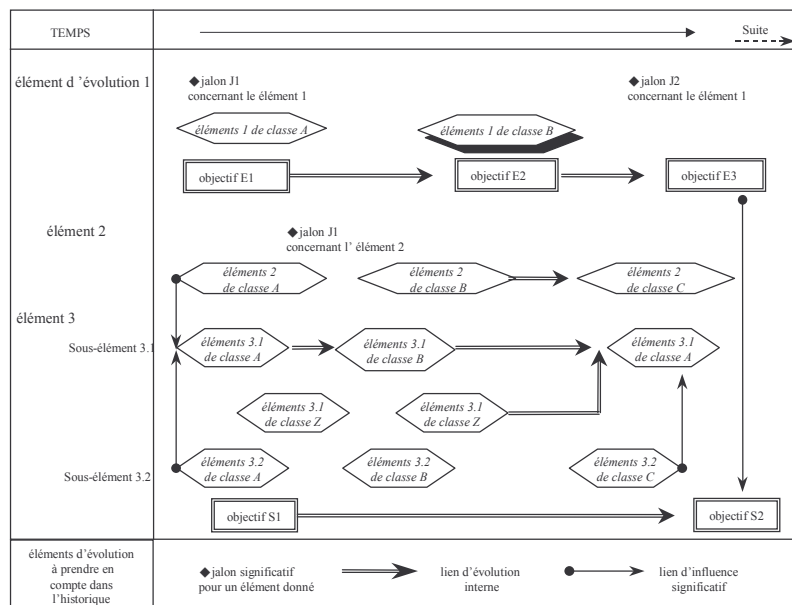 TEMPS
Suite
élément d 'évolution 1
◆jalon J1
concernant le élément 1
◆jalon J2
concernant le élément 1
éléments 1 de classe A
éléments 1 de classe B
objectif E1
objectif E2
objectif E3
élément 2
◆jalon J1
concernant l' élément 2
éléments 2
de classe A
éléments 2
de classe B
éléments 2
de classe C
élément 3
Sous-élément 3.1
éléments 3.1
de classe A
éléments 3.1
de classe B
éléments 3.1
de classe A
éléments 3.1
de classe Z
éléments 3.1
de classe Z
Sous-élément 3.2
éléments 3.2
de classe A
éléments 3.2
de classe B
éléments 3.2
de classe C
objectif S1
objectif S2
éléments d'évolution
à prendre en
compte dans
l'historique
◆jalon significatif
pour un élément donné
lien d'évolution
interne
lien d'influence
significatif